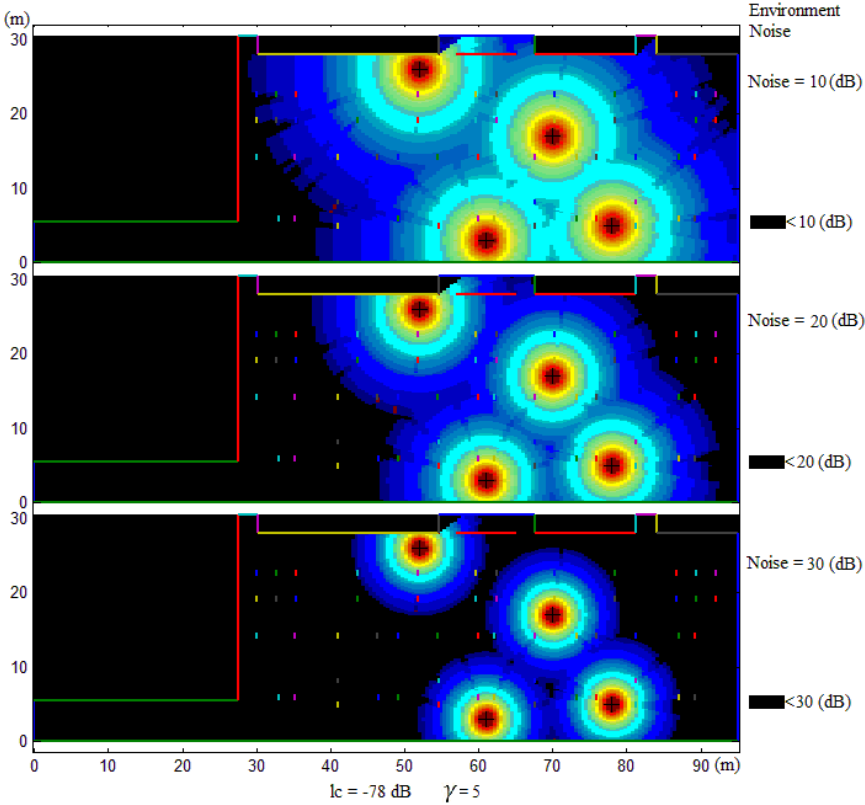 (m)
Environment
Noise
30
20
10
0
Noise = 10 (dB)
<10 (dB)
30
20
10
0
Noise = 20 (dB)
<20 (dB)
30
20
10
0
Noise = 30 (dB)
<30 (dB)
0 10 20 30 40 50 60 70 80 90 (m)
lc = -78 dB γ = 5